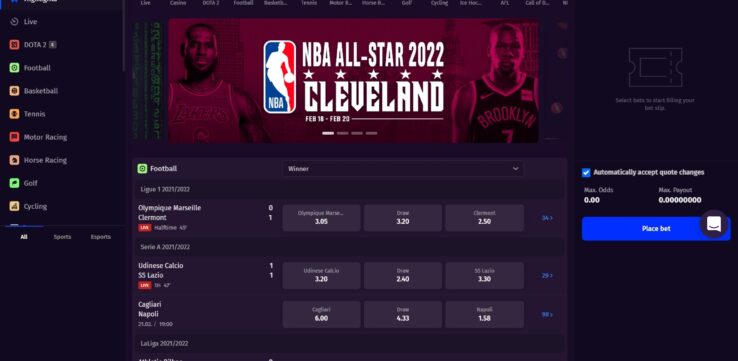 Highlights
Live
Casino
DOTA 2
Football
Basketb...
Tennis
Motor R...
Horse R...
Golf
Cycling
Ice Hoc...
AFL
Call of D...
Live
DOTA 2 E
Football
Basketball
Tennis
Motor Racing
Horse Racing
Golf
Cycling
All
Sports
Esports
NBA ALL-STAR 2022
CLEVELAND
FEB 18 - FEB 20
NBA
LAKERS
BROOKLYN
7
Football
Winner
Ligue 1 2021/2022
Olympique Marseille 0
Clermont 1
LIVE Halftime 45'
Olympique Marse...
3.05
Draw
3.20
Clermont
2.50
34 >
Serie A 2021/2022
Udinese Calcio 1
SS Lazio 1
LIVE 1H 47'
Udinese Calcio
3.20
Draw
2.40
SS Lazio
3.30
29 >
Cagliari
Napoli
21.02. / 19:00
Cagliari
6.00
Draw
4.33
Napoli
1.58
98 >
LaLiga 2021/2022
Select bets to start filling your
bet slip.
Automatically accept quote changes
Max. Odds
0.00
Max. Payout
0.00000000
Place bet